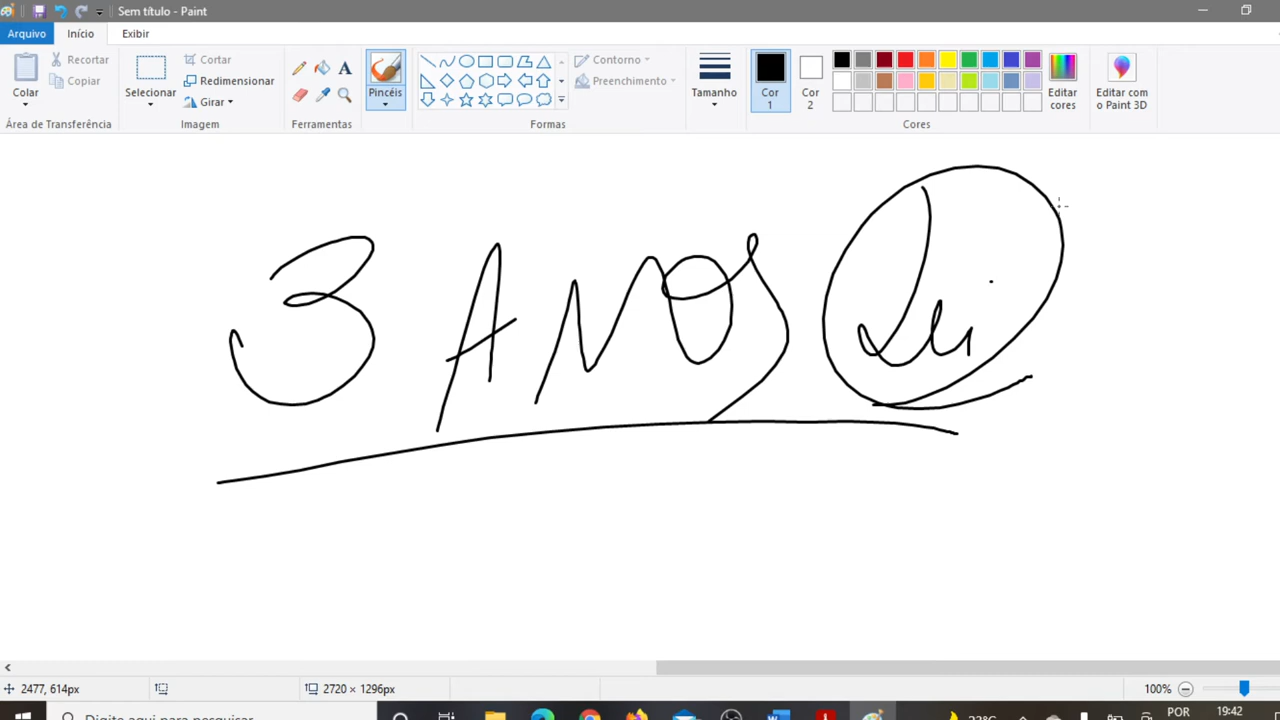 Sem título - Paint
Arquivo Início Exibir
Colar Recortar Copiar Selecionar Cortar Redimensionar Girar Pincéis Contorno Preenchimento Tamanho Cor 1 Cor 2 Editar cores Editar com o Paint 3D
Área de Transferência Imagem Ferramentas Formas Cores
3 ANOS Lei
2477, 614px 2720 × 1296px 100%
Digite aqui para pesquisar 23°C POR 19:42